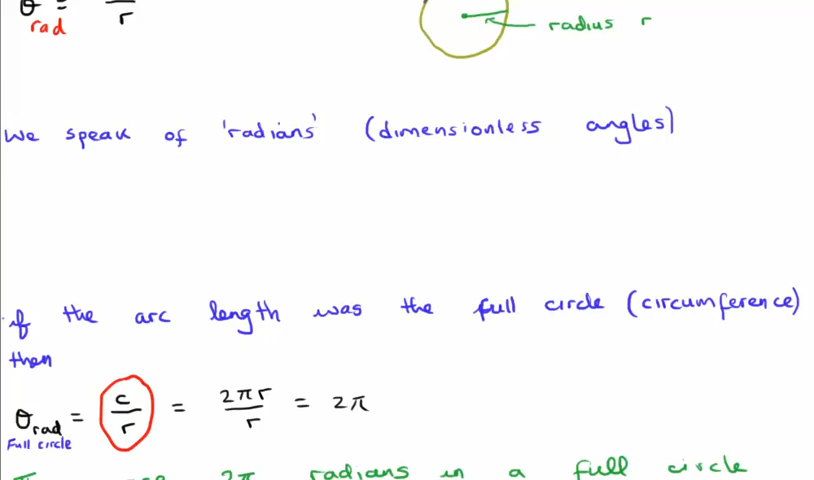 θ =
rad r
radius r
We speak of 'radians' (dimensionless angles)
if the arc length was the full circle (circumference)
then
θrad = c/r = 2πr/r = 2π
Full circle
2π radians in a full circle